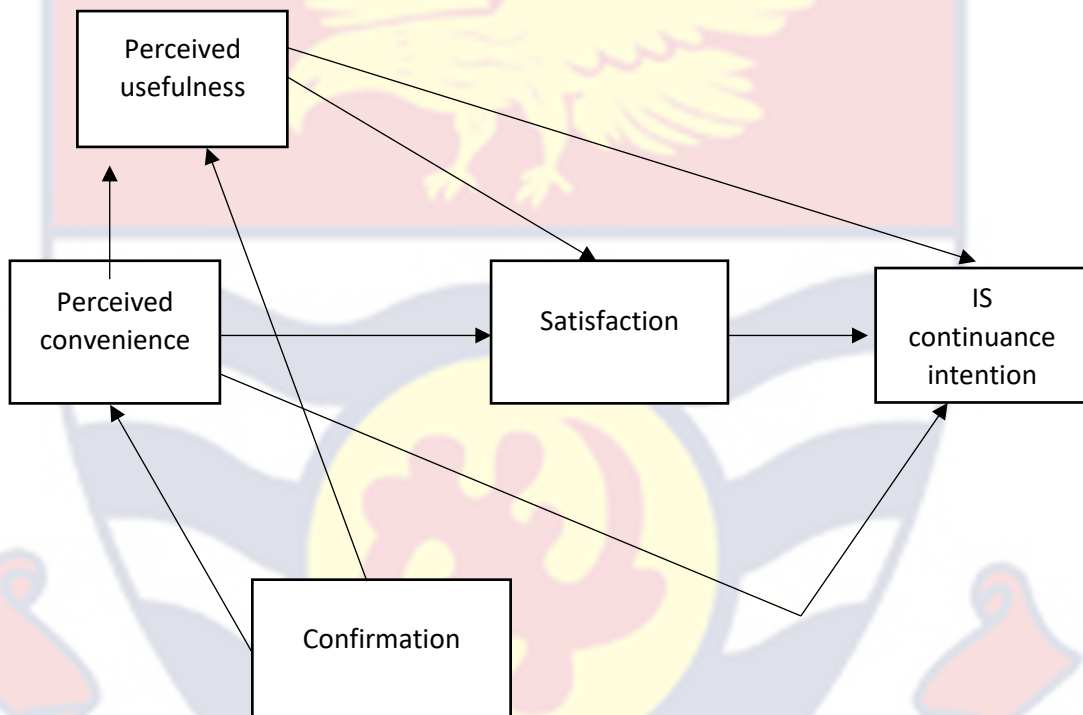 Perceived
usefulness
Perceived
convenience
Satisfaction
IS
continuance
intention
Confirmation